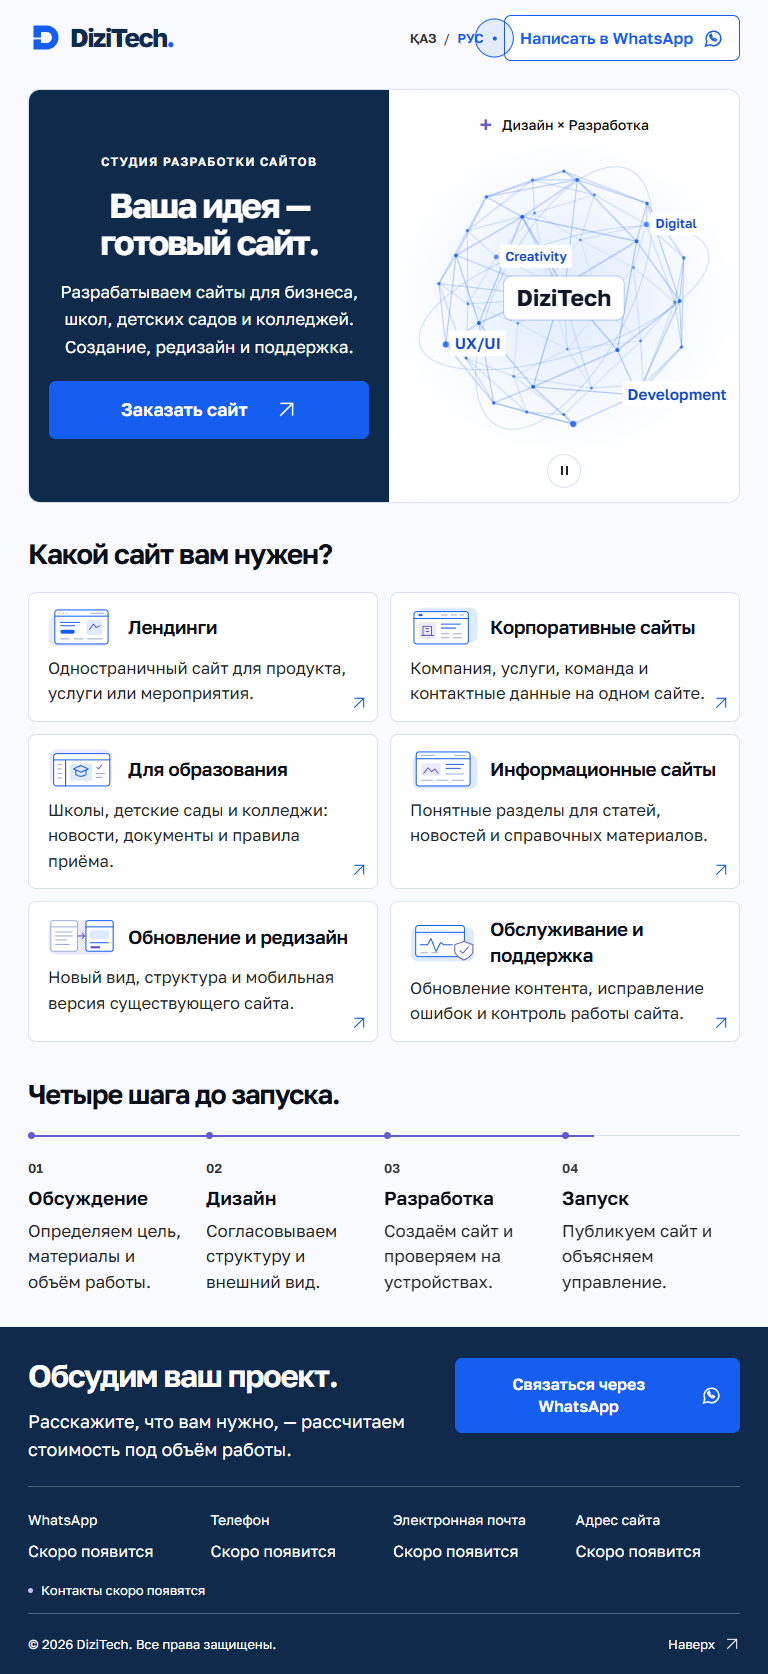 DiziTech.
ҚАЗ / РУС
Написать в WhatsApp
СТУДИЯ РАЗРАБОТКИ САЙТОВ
Ваша идея —
готовый сайт.
Разрабатываем сайты для бизнеса,
школ, детских садов и колледжей.
Создание, редизайн и поддержка.
Заказать сайт
Дизайн × Разработка
Digital
Creativity
DiziTech
UX/UI
Development
Какой сайт вам нужен?
Лендинги
Одностраничный сайт для продукта,
услуги или мероприятия.
Корпоративные сайты
Компания, услуги, команда и
контактные данные на одном сайте.
Для образования
Школы, детские сады и колледжи:
новости, документы и правила
приёма.
Информационные сайты
Понятные разделы для статей,
новостей и справочных материалов.
Обновление и редизайн
Новый вид, структура и мобильная
версия существующего сайта.
Обслуживание и
поддержка
Обновление контента, исправление
ошибок и контроль работы сайта.
Четыре шага до запуска.
01
Обсуждение
Определяем цель,
материалы и
объём работы.
02
Дизайн
Согласовываем
структуру и
внешний вид.
03
Разработка
Создаём сайт и
проверяем на
устройствах.
04
Запуск
Публикуем сайт и
объясняем
управление.
Обсудим ваш проект.
Расскажите, что вам нужно, — рассчитаем
стоимость под объём работы.
Связаться через
WhatsApp
WhatsApp
Скоро появится
Телефон
Скоро появится
Электронная почта
Скоро появится
Адрес сайта
Скоро появится
Контакты скоро появятся
© 2026 DiziTech. Все права защищены.
Наверх